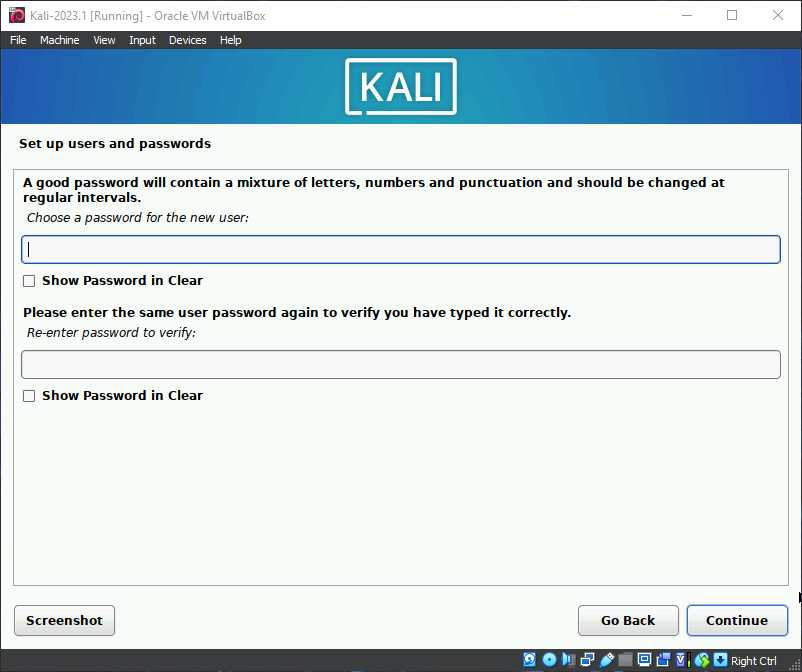 Kali-2023.1 [Running] - Oracle VM VirtualBox
File Machine View Input Devices Help
KALI
Set up users and passwords
A good password will contain a mixture of letters, numbers and punctuation and should be changed at
regular intervals.
Choose a password for the new user:
Show Password in Clear
Please enter the same user password again to verify you have typed it correctly.
Re-enter password to verify:
Show Password in Clear
Screenshot
Go Back
Continue
Right Ctrl